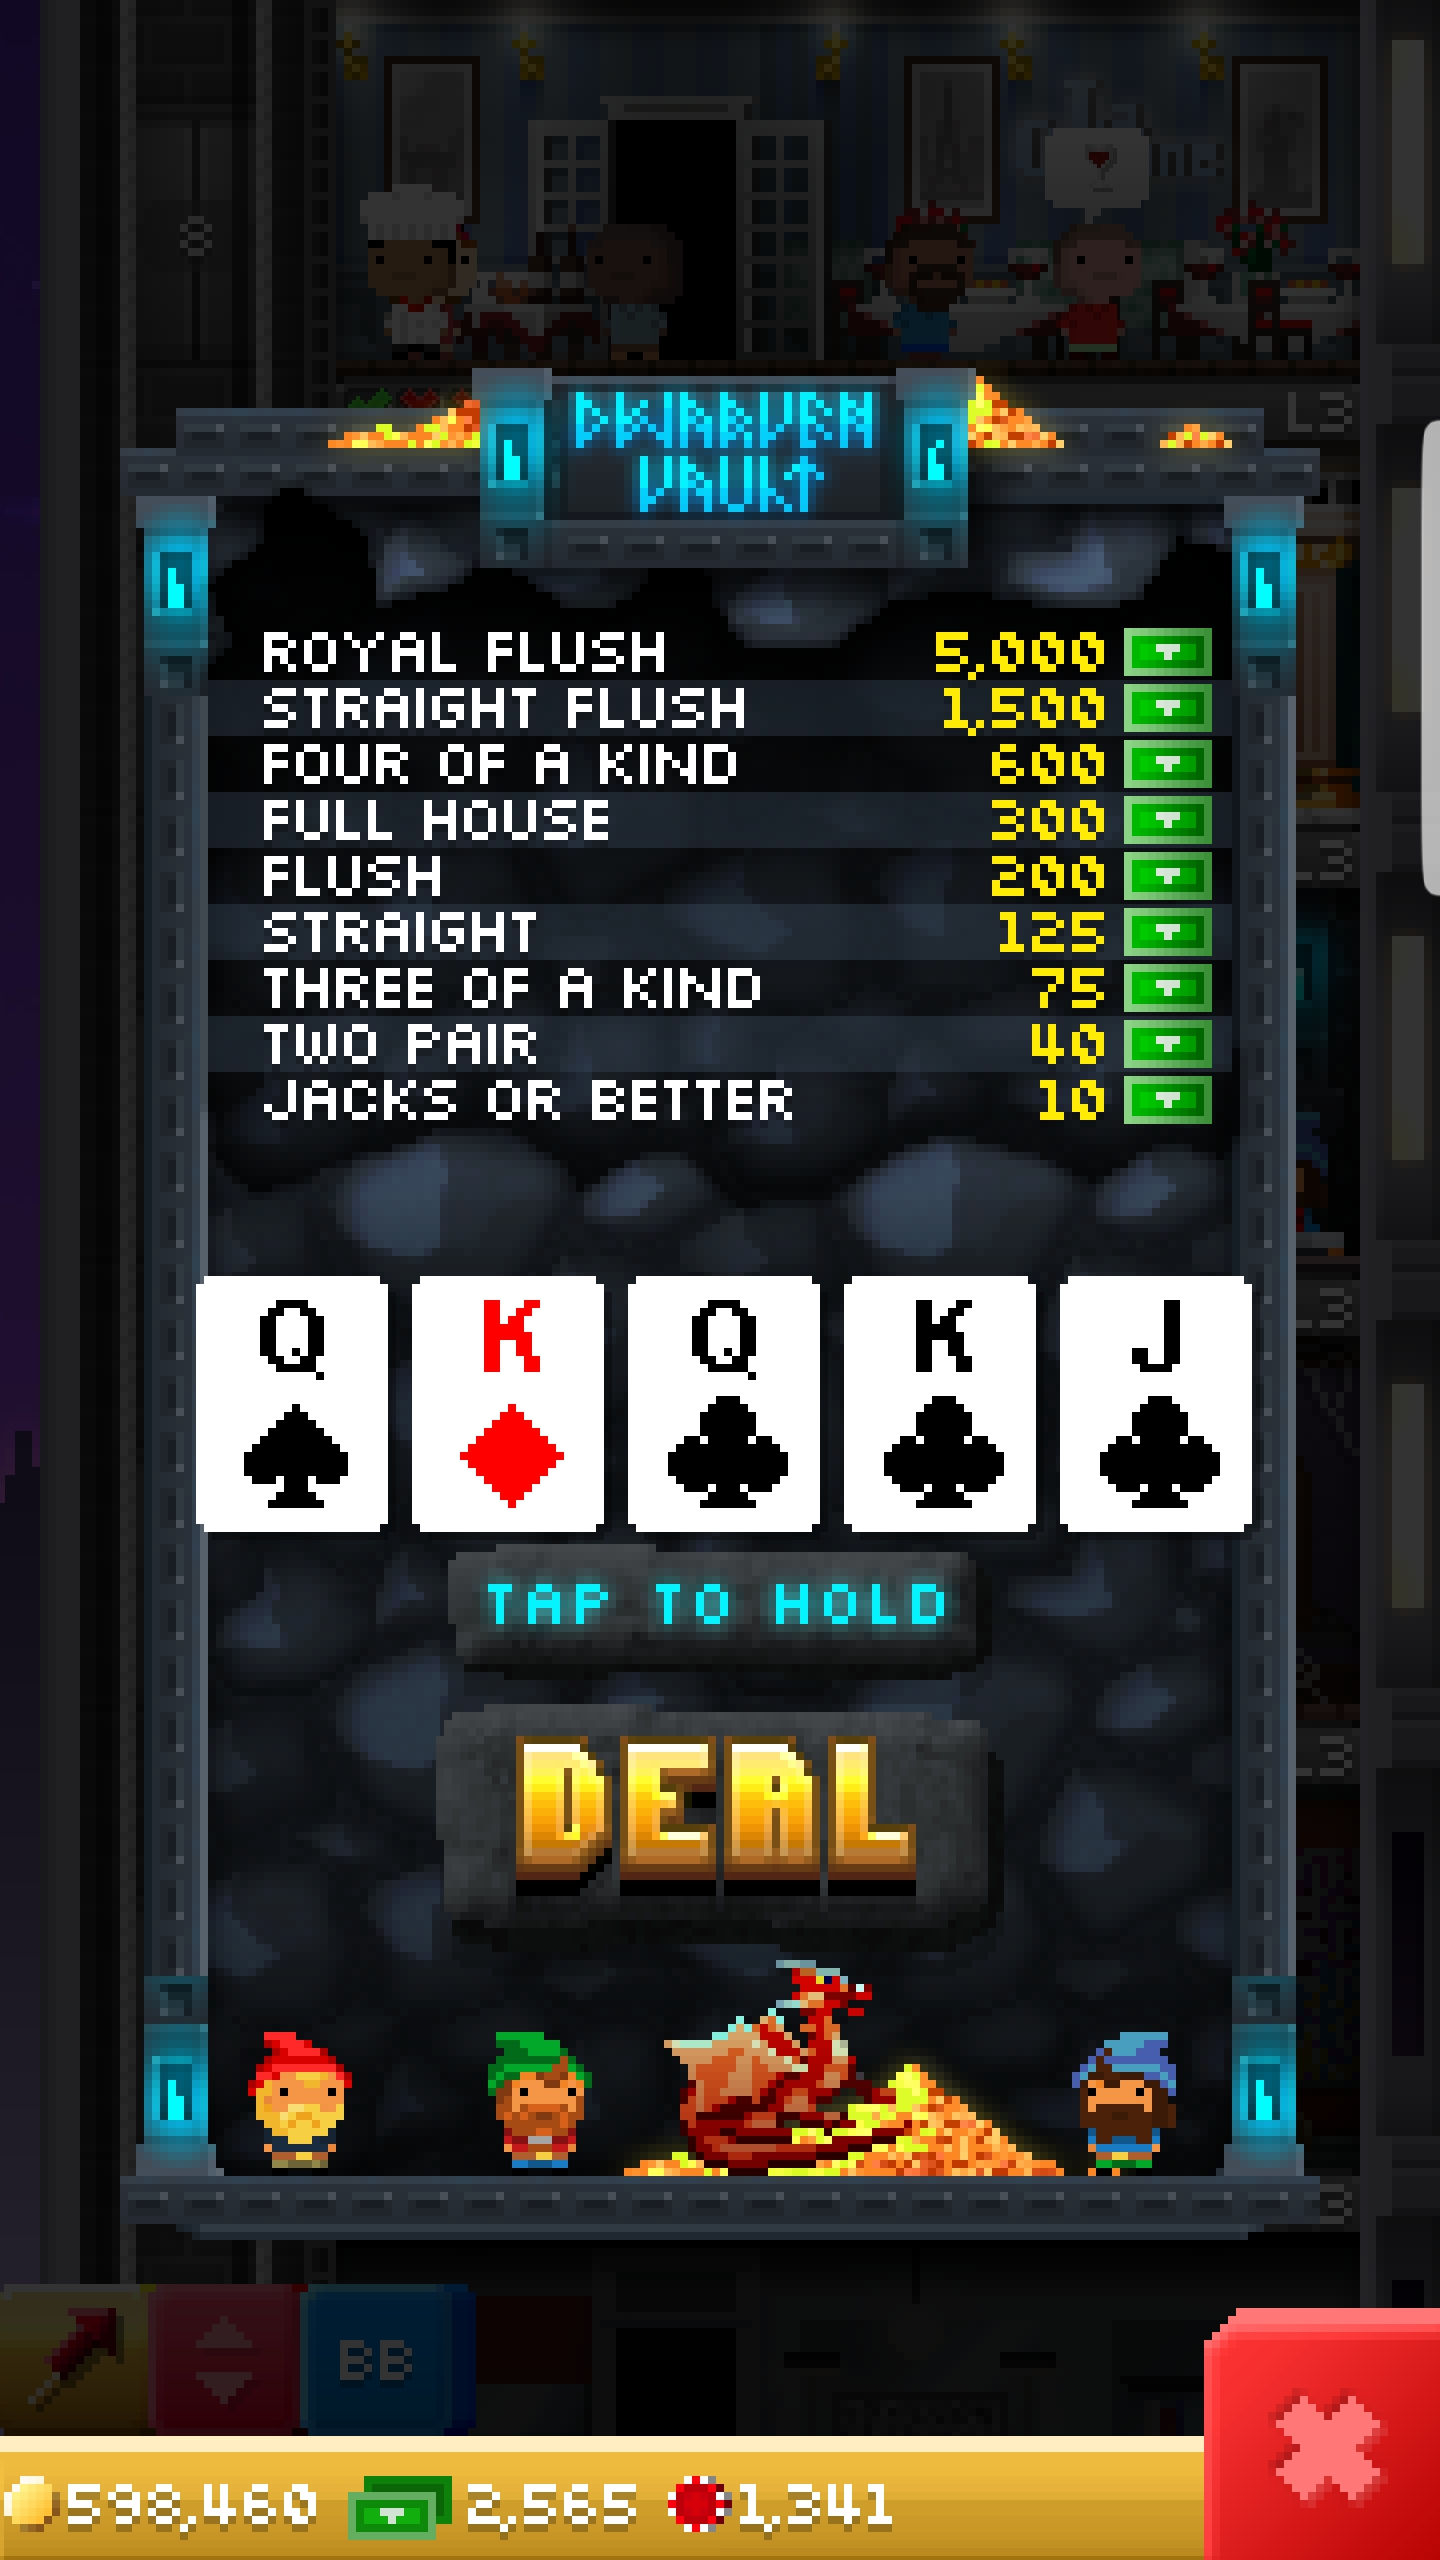 DWARVEN
VAULT
L3
ROYAL FLUSH 5,000
STRAIGHT FLUSH 1,500
FOUR OF A KIND 600
FULL HOUSE 300
FLUSH 200
STRAIGHT 125
THREE OF A KIND 75
TWO PAIR 40
JACKS OR BETTER 10
Q K Q K J
TAP TO HOLD
DEAL
BB
598,460 2,565 1,341